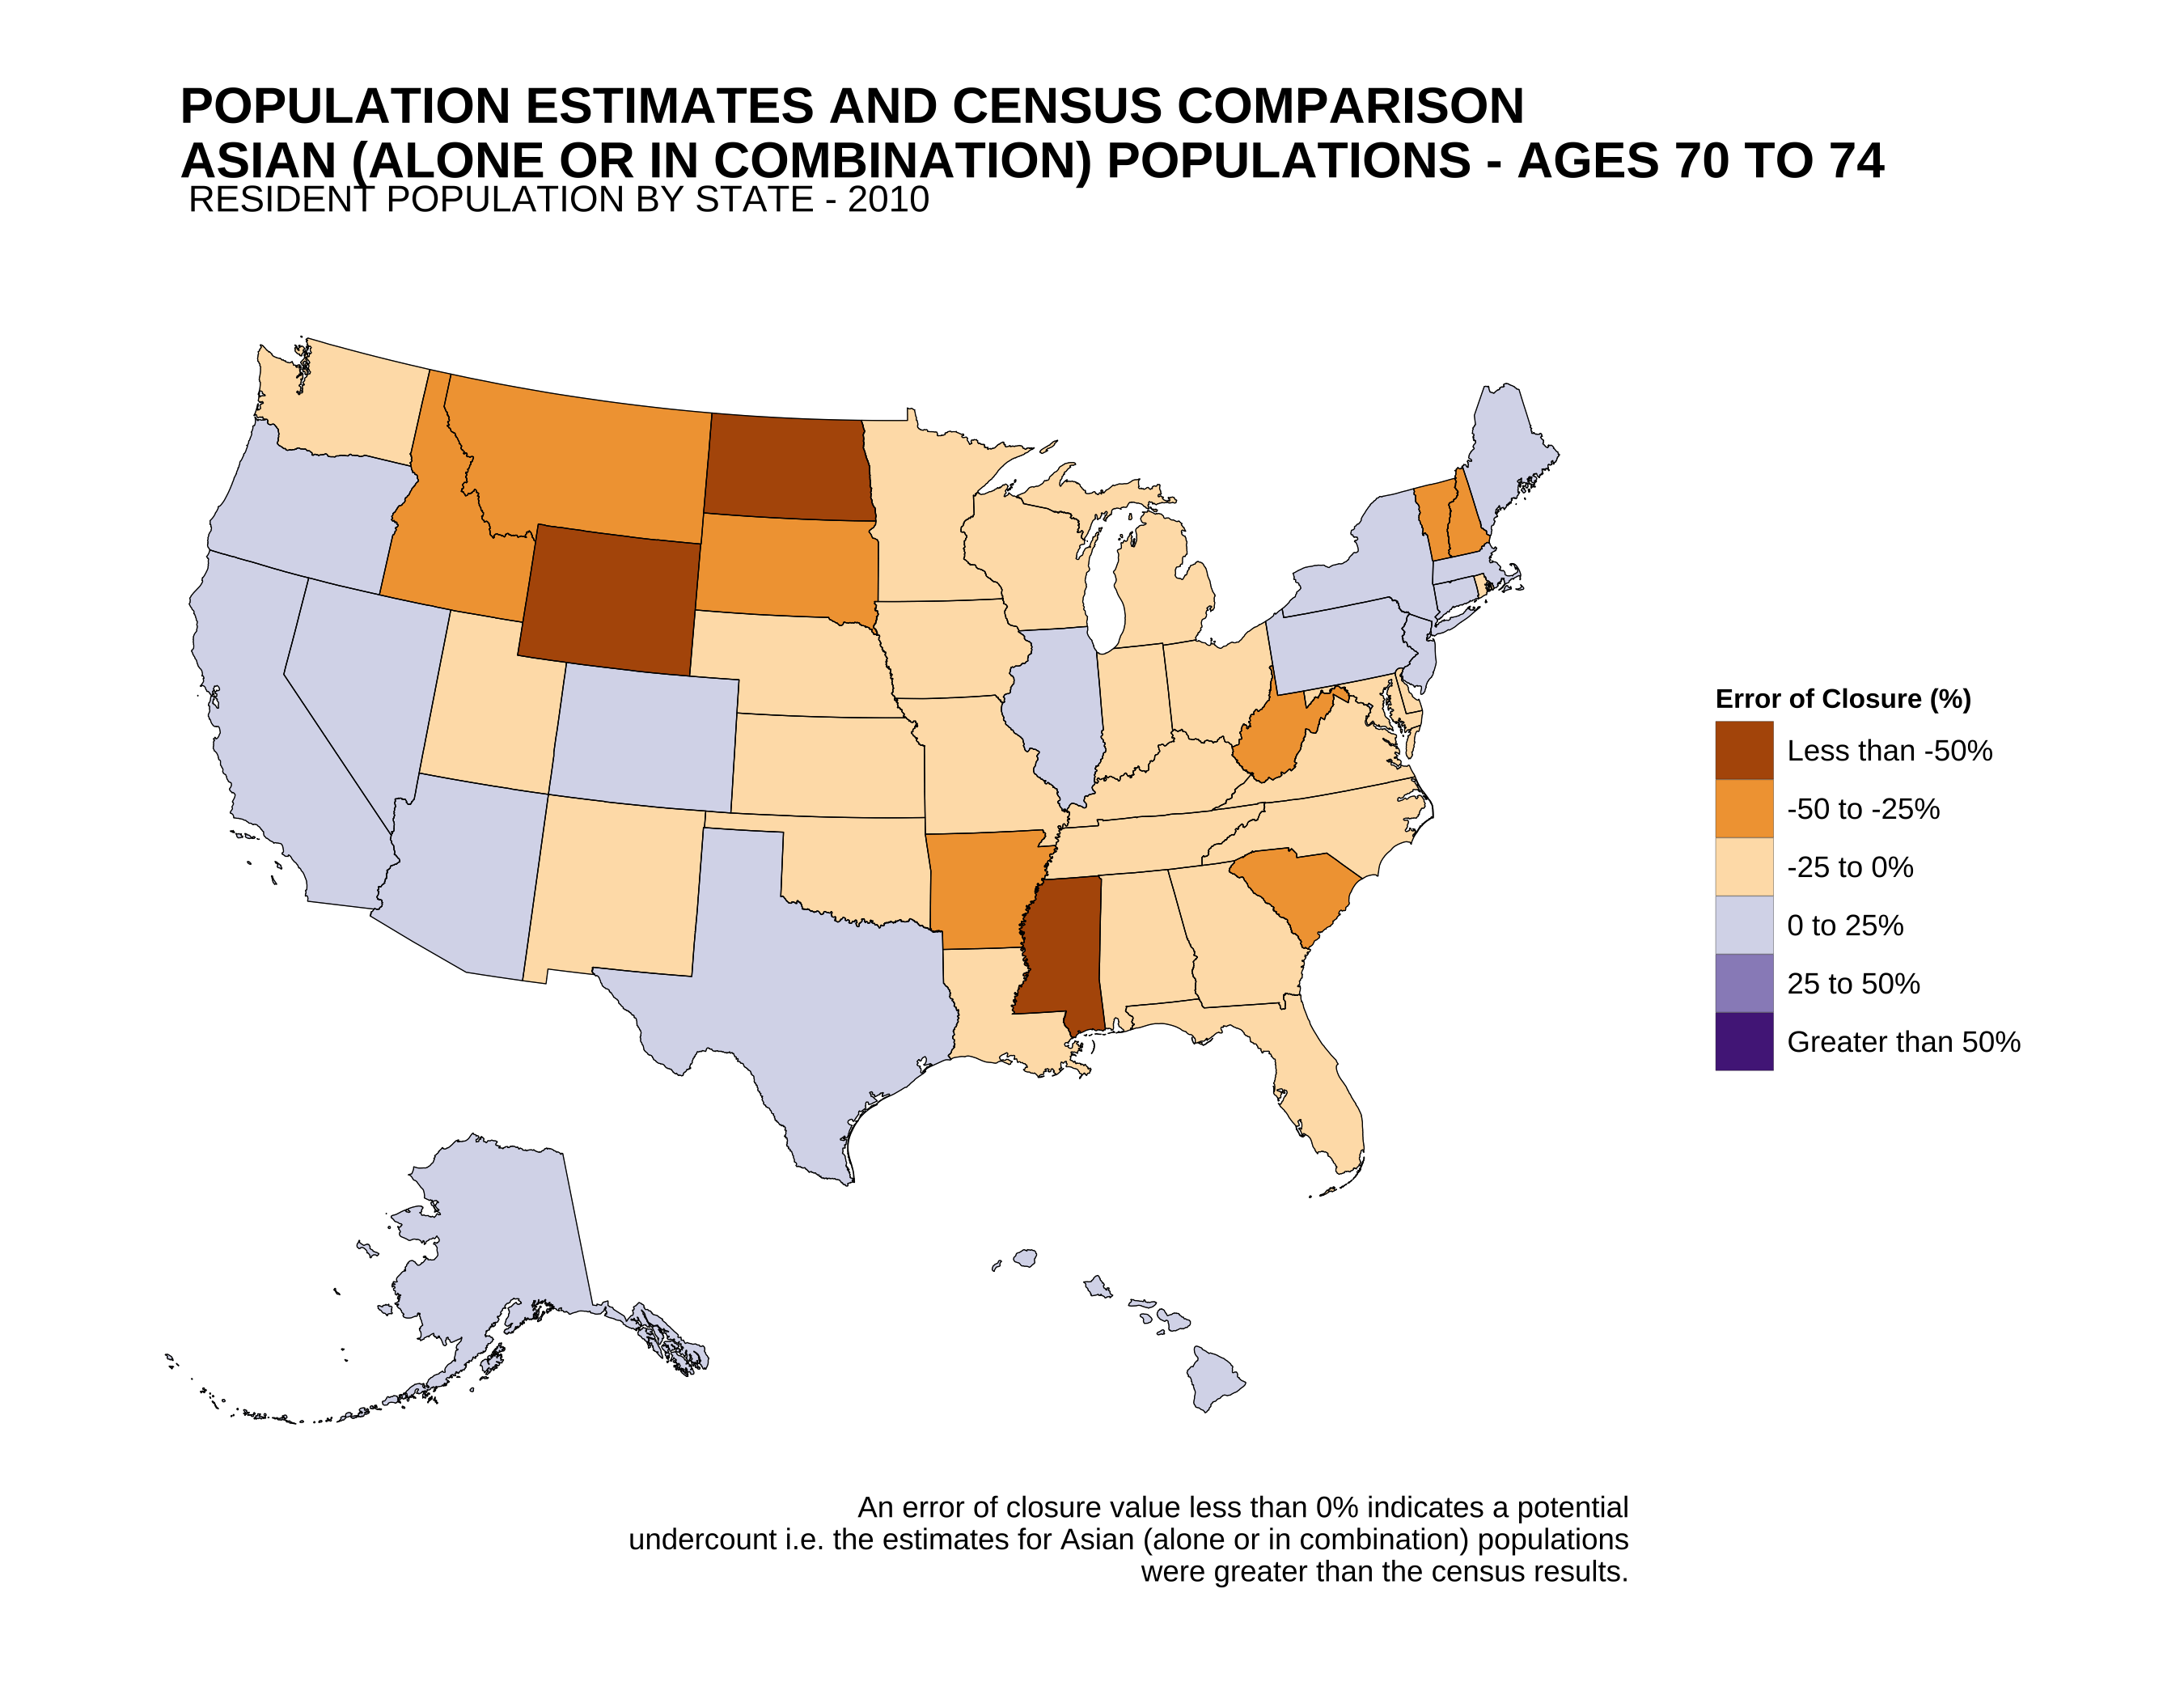 POPULATION ESTIMATES AND CENSUS COMPARISON
ASIAN (ALONE OR IN COMBINATION) POPULATIONS - AGES 70 TO 74
RESIDENT POPULATION BY STATE - 2010
Error of Closure (%)
Less than -50%
-50 to -25%
-25 to 0%
0 to 25%
25 to 50%
Greater than 50%
An error of closure value less than 0% indicates a potential
undercount i.e. the estimates for Asian (alone or in combination) populations
were greater than the census results.